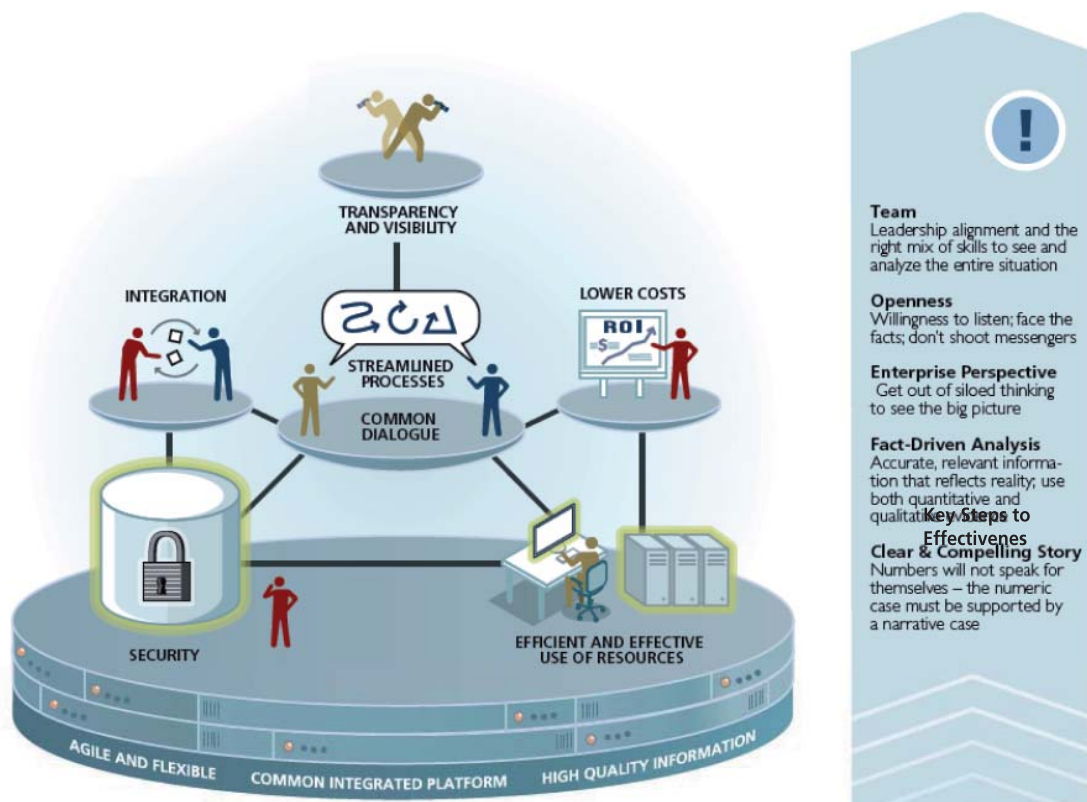 TRANSPARENCY
AND VISIBILITY
INTEGRATION
LOWER COSTS
ROI
$
STREAMLINED
PROCESSES
COMMON
DIALOGUE
SECURITY
EFFICIENT AND EFFECTIVE
USE OF RESOURCES
AGILE AND FLEXIBLE
COMMON INTEGRATED PLATFORM
HIGH QUALITY INFORMATION
!
Team
Leadership alignment and the
right mix of skills to see and
analyze the entire situation
Openness
Willingness to listen; face the
facts; don't shoot messengers
Enterprise Perspective
Get out of siloed thinking
to see the big picture
Fact-Driven Analysis
Accurate, relevant informa-
tion that reflects reality; use
both quantitative and
qualitative
Key Steps to
Effectivenes
Clear & Compelling Story
Numbers will not speak for
themselves – the numeric
case must be supported by
a narrative case